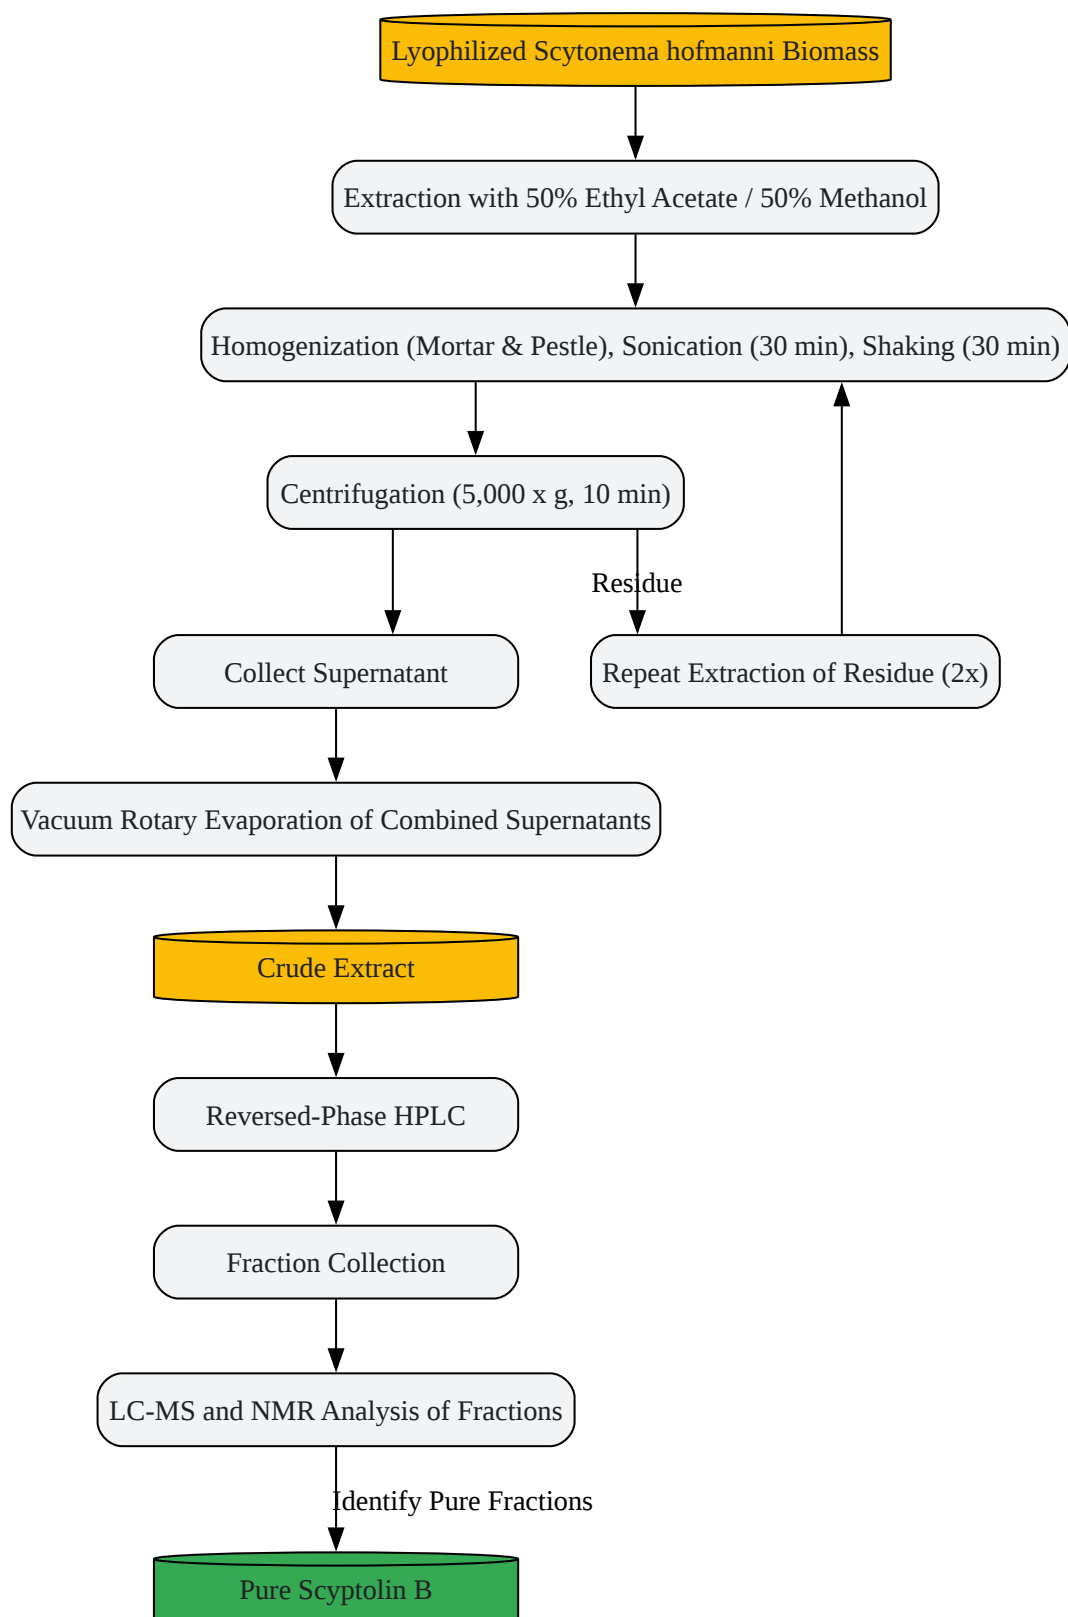 Lyophilized Scytonema hofmanni Biomass
Extraction with 50% Ethyl Acetate / 50% Methanol
Homogenization (Mortar & Pestle), Sonication (30 min), Shaking (30 min)
Centrifugation (5,000 x g, 10 min)
Residue
Collect Supernatant
Repeat Extraction of Residue (2x)
Vacuum Rotary Evaporation of Combined Supernatants
Crude Extract
Reversed-Phase HPLC
Fraction Collection
LC-MS and NMR Analysis of Fractions
Identify Pure Fractions
Pure Scyptolin B